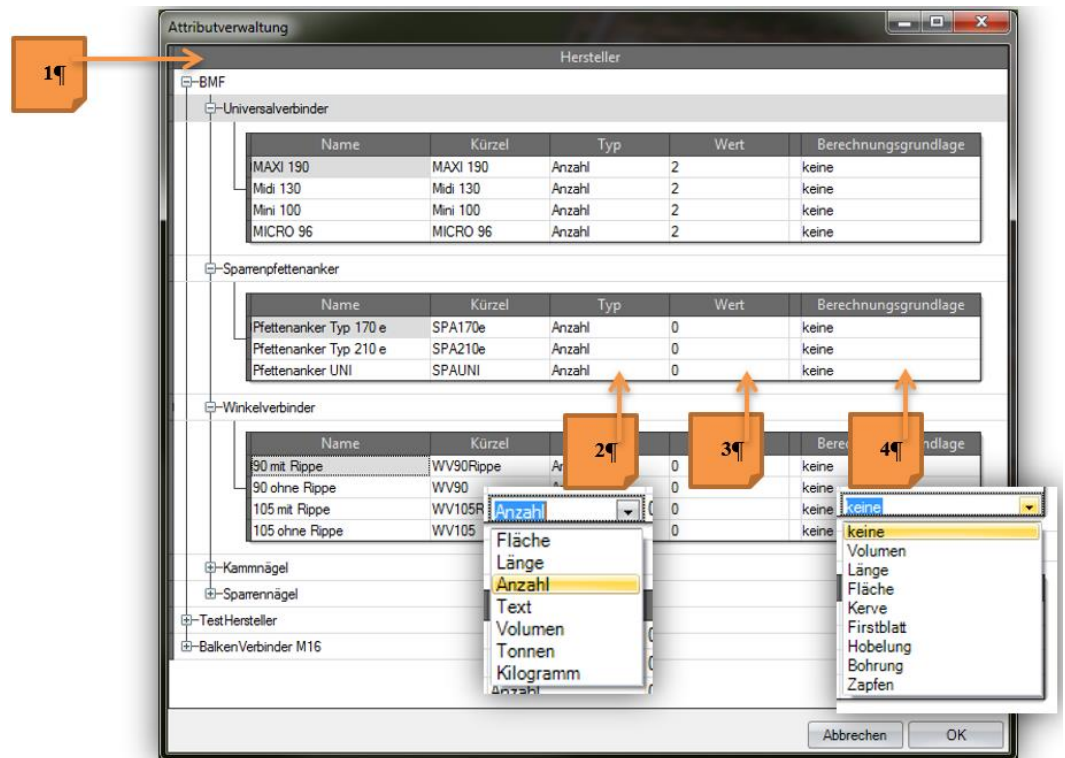 Attributverwaltung
1¶
Hersteller
BMF
Universalverbinder
Name Kürzel Typ Wert Berechnungsgrundlage
MAXI 190 MAXI 190 Anzahl 2 keine
Midi 130 Midi 130 Anzahl 2 keine
Mini 100 Mini 100 Anzahl 2 keine
MICRO 96 MICRO 96 Anzahl 2 keine
Sparrenpfettenanker
Name Kürzel Typ Wert Berechnungsgrundlage
Pfettenanker Typ 170 e SPA170e Anzahl 0 keine
Pfettenanker Typ 210 e SPA210e Anzahl 0 keine
Pfettenanker UNI SPAUNI Anzahl 0 keine
Winkelverbinder
2¶ 3¶ 4¶
Name Kürzel
90 mit Rippe WV90Rippe 0 keine
90 ohne Rippe WV90 0 keine
105 mit Rippe WV105R 0 keine
105 ohne Rippe WV105 0 keine
Kammnägel
Sparrennägel
TestHersteller
BalkenVerbinder M16
Anzahl
Fläche
Länge
Anzahl
Text
Volumen
Tonnen
Kilogramm
Anzahl
keine
keine
Volumen
Länge
Fläche
Kerve
Firstblatt
Hobelung
Bohrung
Zapfen
Abbrechen OK